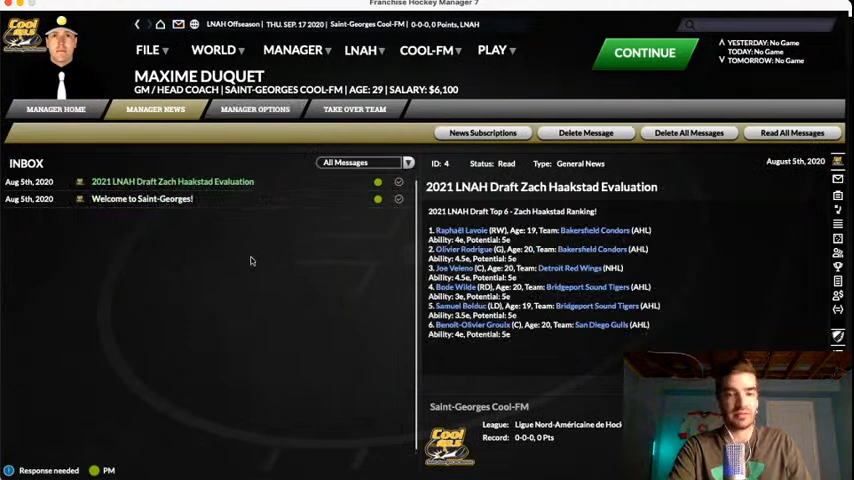 Franchise Hockey Manager 7
LNAH Offseason | THU. SEP. 17 2020 | Saint-Georges Cool-FM | 0-0-0, 0 Points, LNAH
FILE WORLD MANAGER LNAH COOL-FM PLAY
CONTINUE
YESTERDAY: No Game
TODAY: No Game
TOMORROW: No Game
MAXIME DUQUET
GM / HEAD COACH | SAINT-GEORGES COOL-FM | AGE: 29 | SALARY: $6,100
MANAGER HOME MANAGER NEWS MANAGER OPTIONS TAKE OVER TEAM
News Subscriptions Delete Message Delete All Messages Read All Messages
INBOX All Messages
Aug 5th, 2020 2021 LNAH Draft Zach Haakstad Evaluation
Aug 5th, 2020 Welcome to Saint-Georges!
ID: 4 Status: Read Type: General News August 5th, 2020
2021 LNAH Draft Zach Haakstad Evaluation
2021 LNAH Draft Top 6 - Zach Haakstad Ranking!
1. Raphaël Lavoie (RW), Age: 19, Team: Bakersfield Condors (AHL)
Ability: 4e, Potential: 5e
2. Olivier Rodrigue (G), Age: 20, Team: Bakersfield Condors (AHL)
Ability: 4.5e, Potential: 5e
3. Joe Veleno (C), Age: 20, Team: Detroit Red Wings (NHL)
Ability: 4.5e, Potential: 5e
4. Bode Wilde (RD), Age: 20, Team: Bridgeport Sound Tigers (AHL)
Ability: 3e, Potential: 5e
5. Samuel Bolduc (LD), Age: 19, Team: Bridgeport Sound Tigers (AHL)
Ability: 3.5e, Potential: 5e
6. Benoit-Olivier Groulx (C), Age: 20, Team: San Diego Gulls (AHL)
Ability: 4e, Potential: 5e
Saint-Georges Cool-FM
League: Ligue Nord-Américaine de Hock
Record: 0-0-0, 0 Pts
Response needed PM